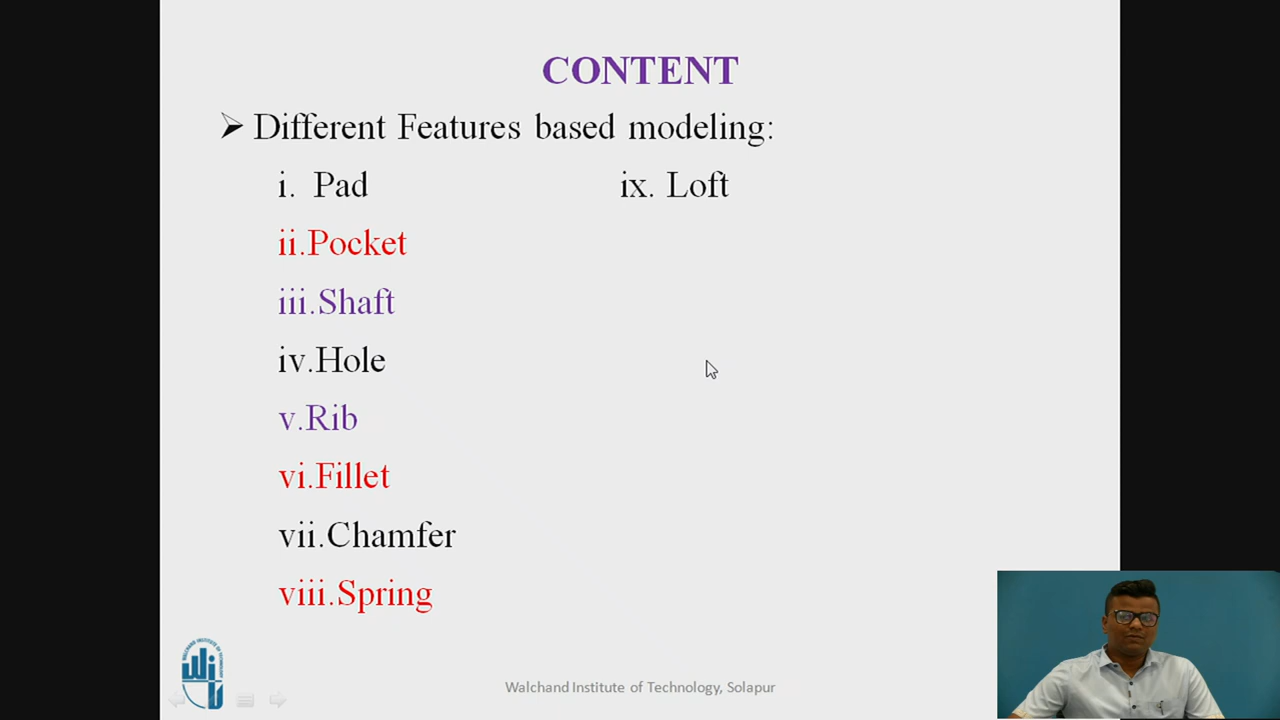 CONTENT
➢ Different Features based modeling:
i. Pad
ix. Loft
ii.Pocket
iii.Shaft
iv.Hole
v.Rib
vi.Fillet
vii.Chamfer
viii.Spring
Walchand Institute of Technology, Solapur